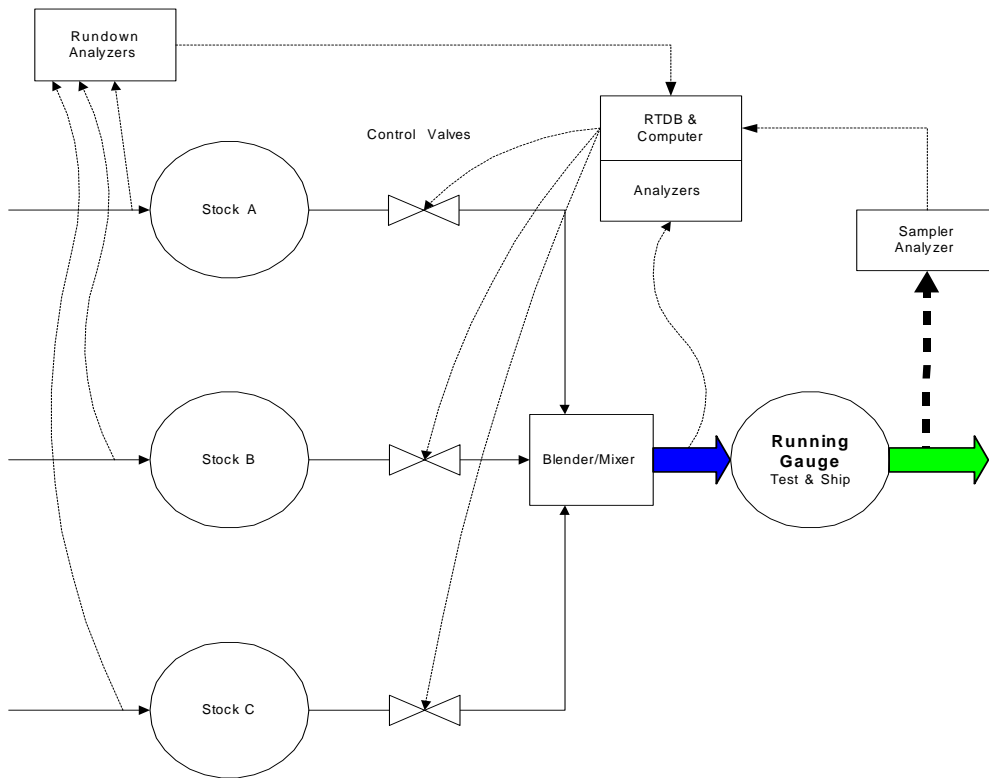 Rundown
Analyzers
Control Valves
RTDB &
Computer
Analyzers
Stock A
Sampler
Analyzer
Stock B
Blender/Mixer
Running
Gauge
Test & Ship
Stock C